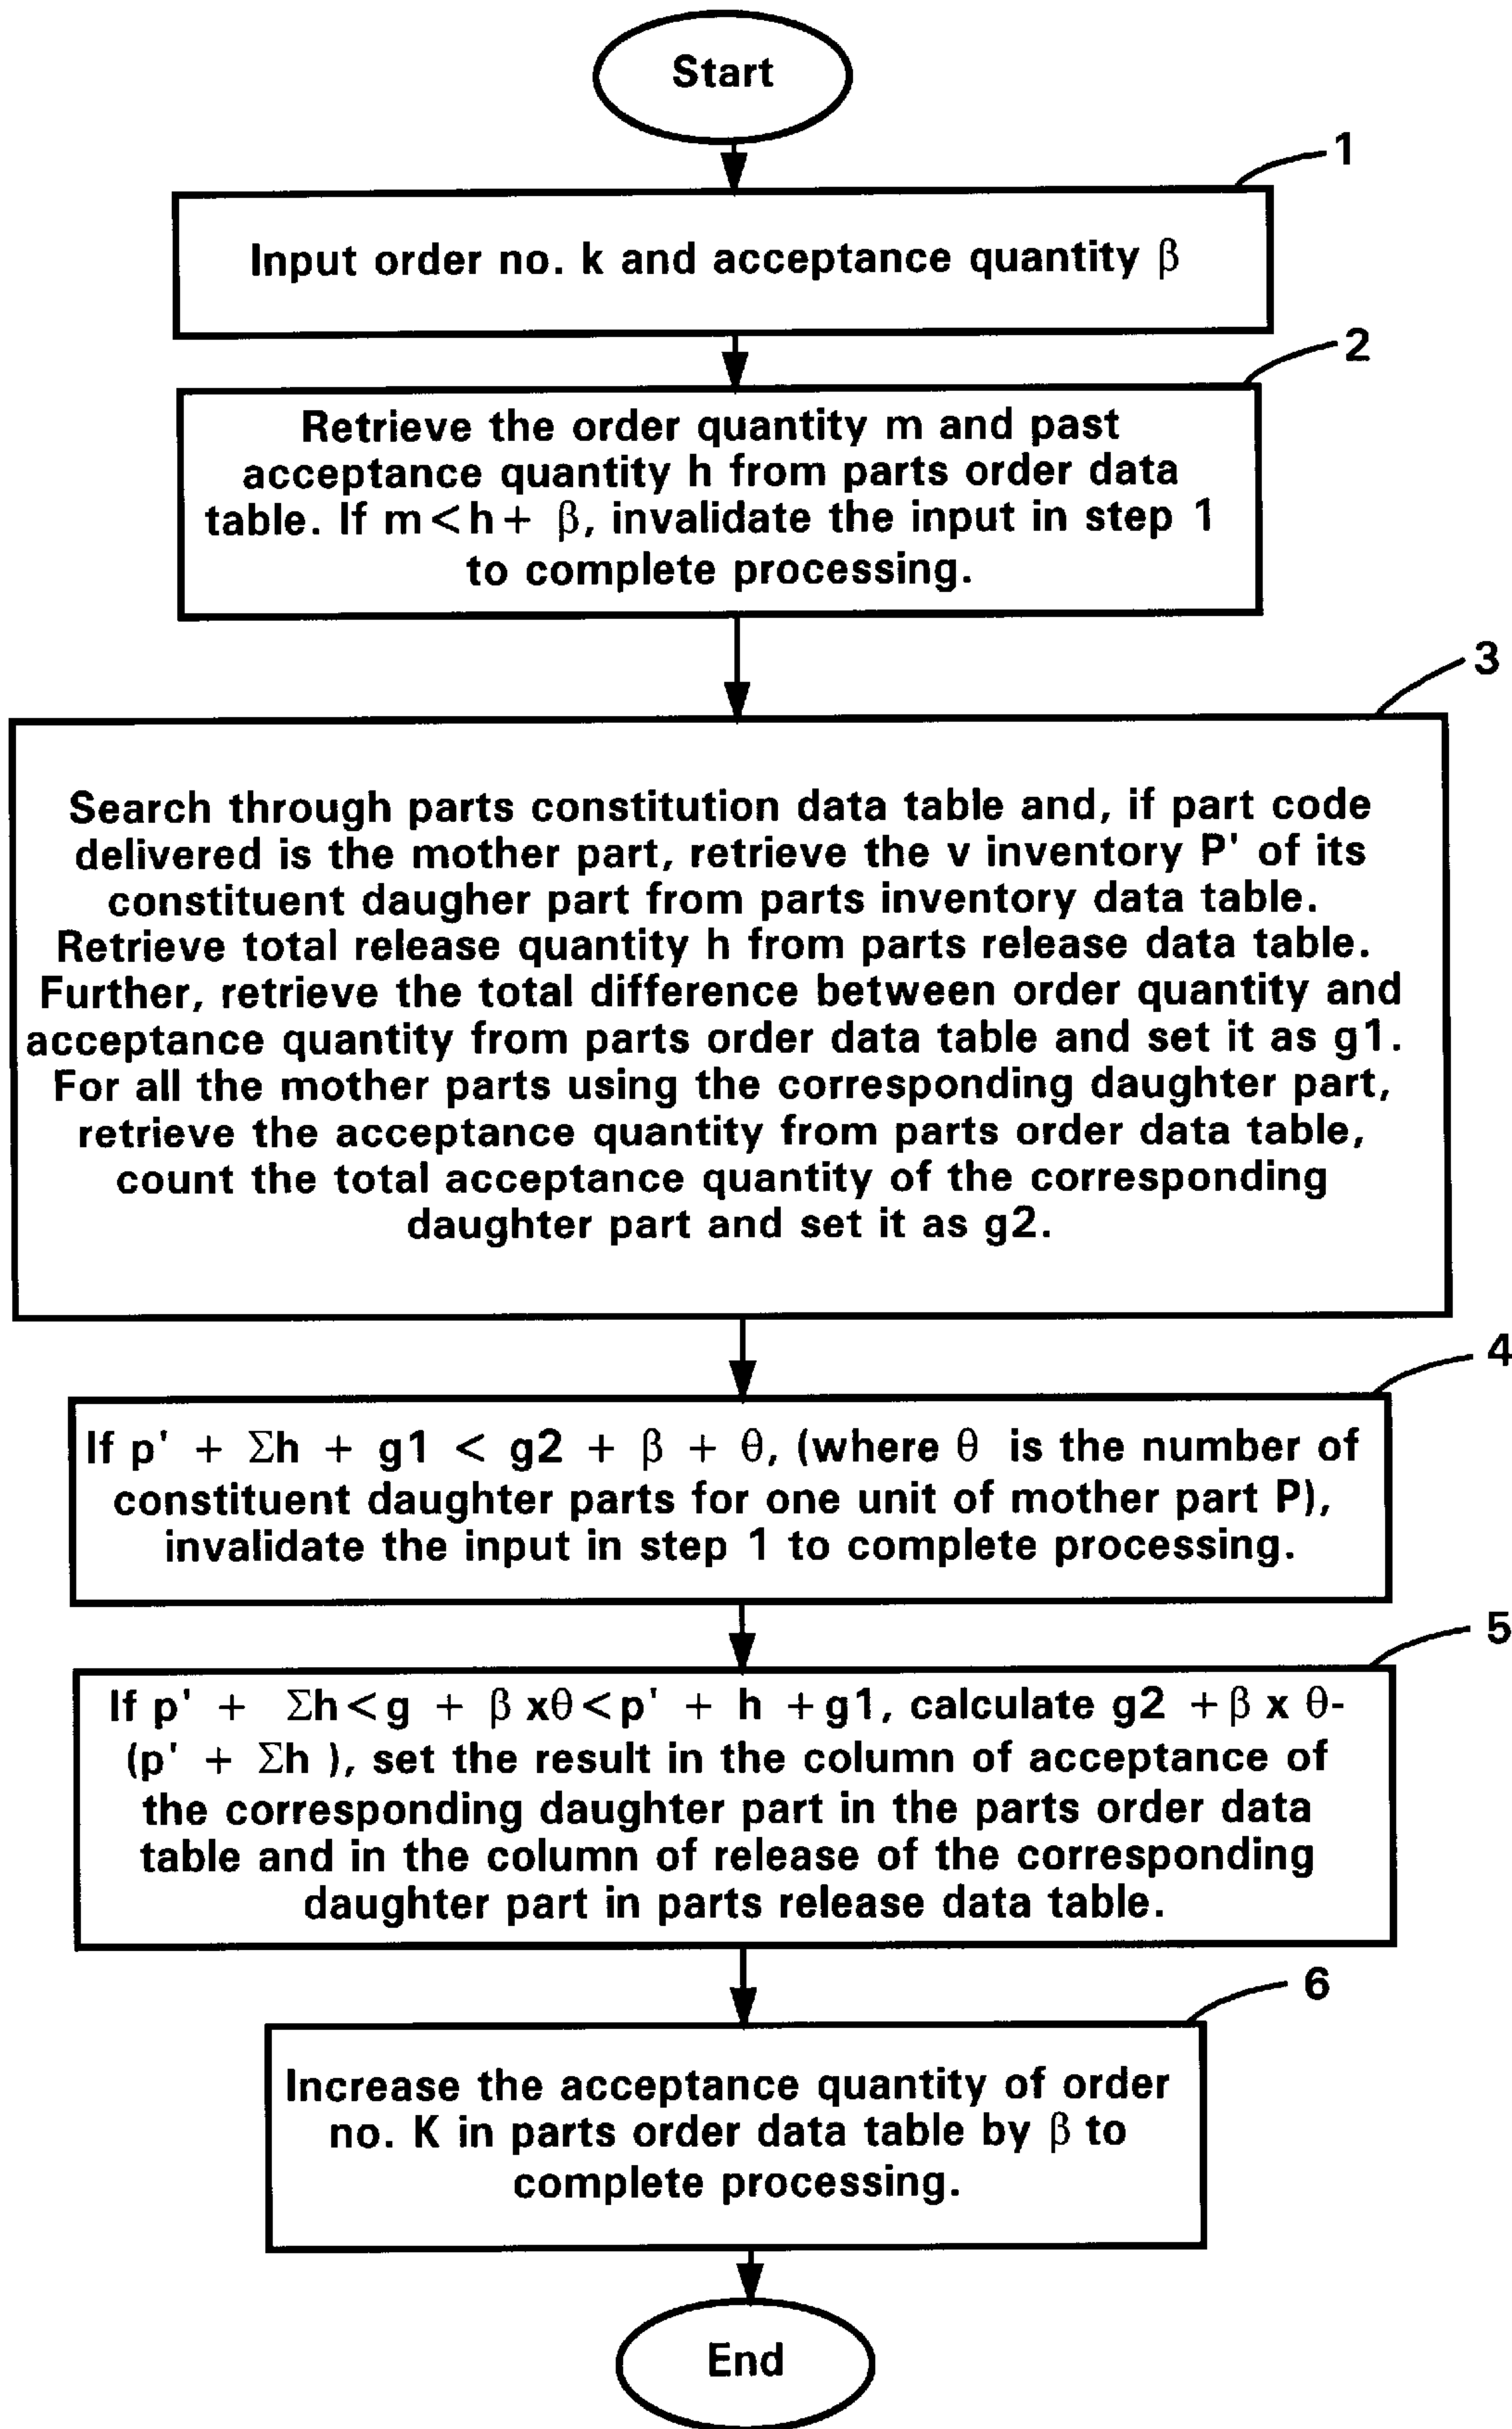 Start
1
Input order no. k and acceptance quantity β
2
Retrieve the order quantity m and past
acceptance quantity h from parts order data
table. If m<h+ β, invalidate the input in step 1
to complete processing.
3
Search through parts constitution data table and, if part code
delivered is the mother part, retrieve the v inventory P' of its
constituent daugher part from parts inventory data table.
Retrieve total release quantity h from parts release data table.
Further, retrieve the total difference between order quantity and
acceptance quantity from parts order data table and set it as g1.
For all the mother parts using the corresponding daughter part,
retrieve the acceptance quantity from parts order data table,
count the total acceptance quantity of the corresponding
daughter part and set it as g2.
4
If p' + Σh + g1 < g2 + β + θ, (where θ is the number of
constituent daughter parts for one unit of mother part P),
invalidate the input in step 1 to complete processing.
5
If p' + Σh<g + β xθ<p' + h +g1, calculate g2 +β x θ-
(p' + Σh ), set the result in the column of acceptance of
the corresponding daughter part in the parts order data
table and in the column of release of the corresponding
daughter part in parts release data table.
6
Increase the acceptance quantity of order
no. K in parts order data table by β to
complete processing.
End